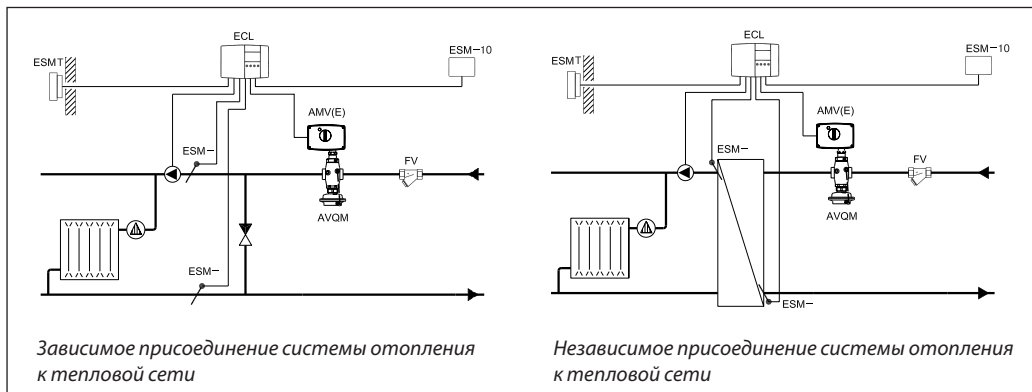 ECL
ESMT
ESM-10
AMV(E)
ESM-
FV
AVQM
ESM-
Зависимое присоединение системы отопления
к тепловой сети
ECL
ESMT
ESM-10
AMV(E)
ESM-
FV
AVQM
ESM-
Независимое присоединение системы отопления
к тепловой сети